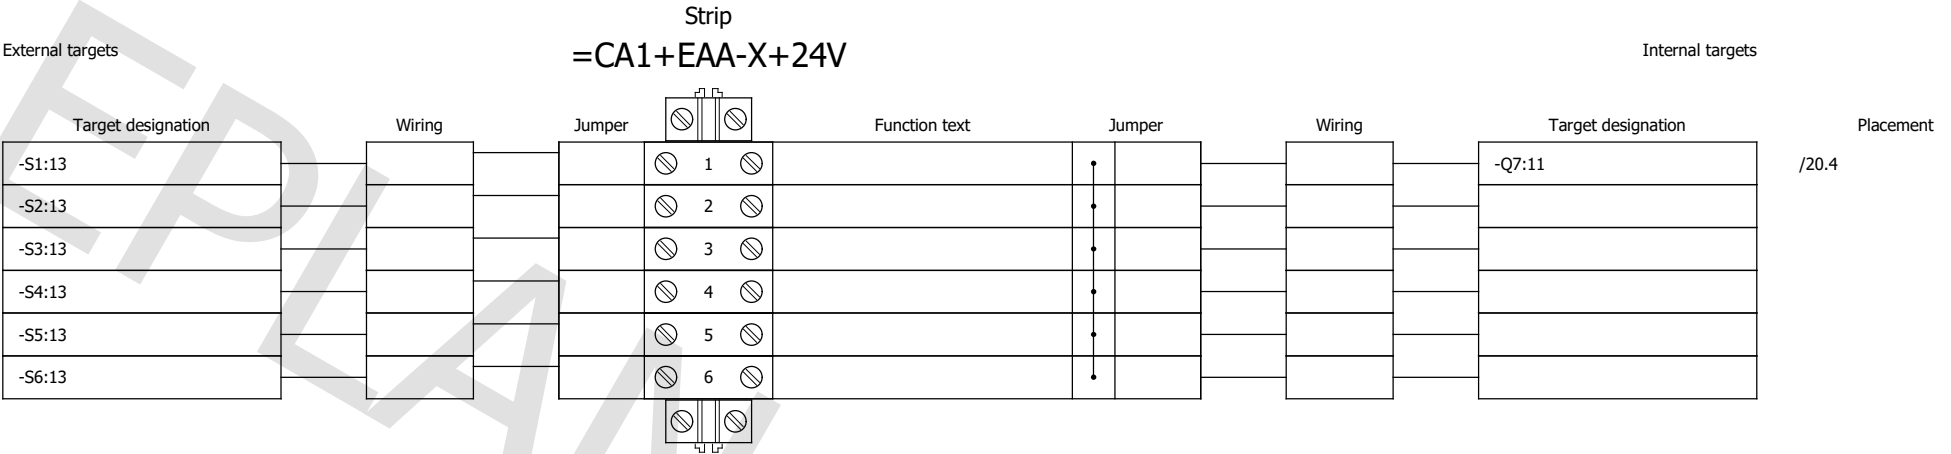 Strip
External targets
=CA1+EAA-X+24V
Internal targets
Target designation Wiring Jumper Function text Jumper Wiring Target designation Placement
-S1:13 1 -Q7:11 /20.4
-S2:13 2
-S3:13 3
-S4:13 4
-S5:13 5
-S6:13 6
EPLAN